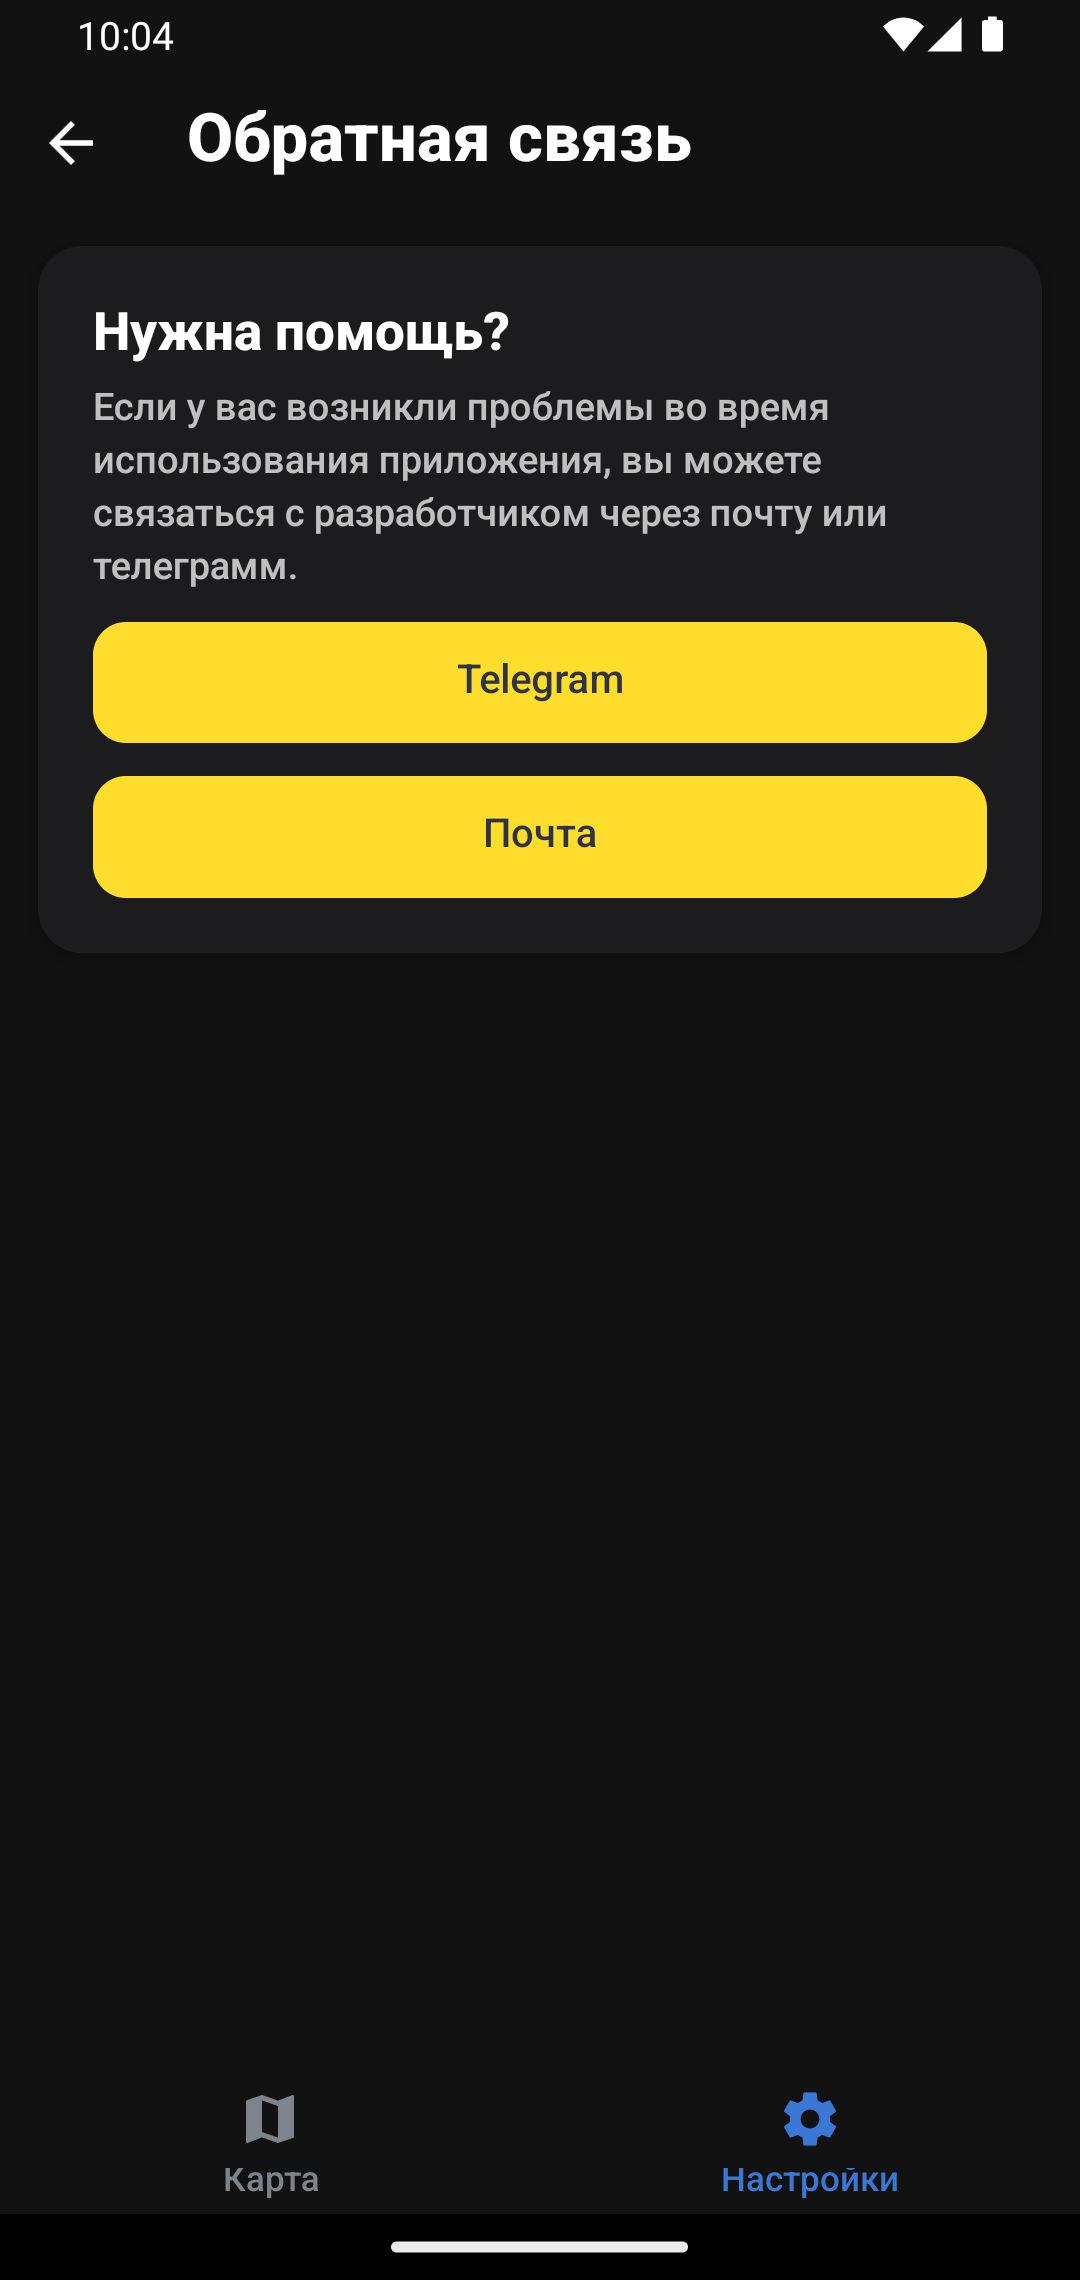 10:04
Обратная связь
Нужна помощь?
Если у вас возникли проблемы во время
использования приложения, вы можете
связаться с разработчиком через почту или
телеграмм.
Telegram
Почта
Карта
Настройки